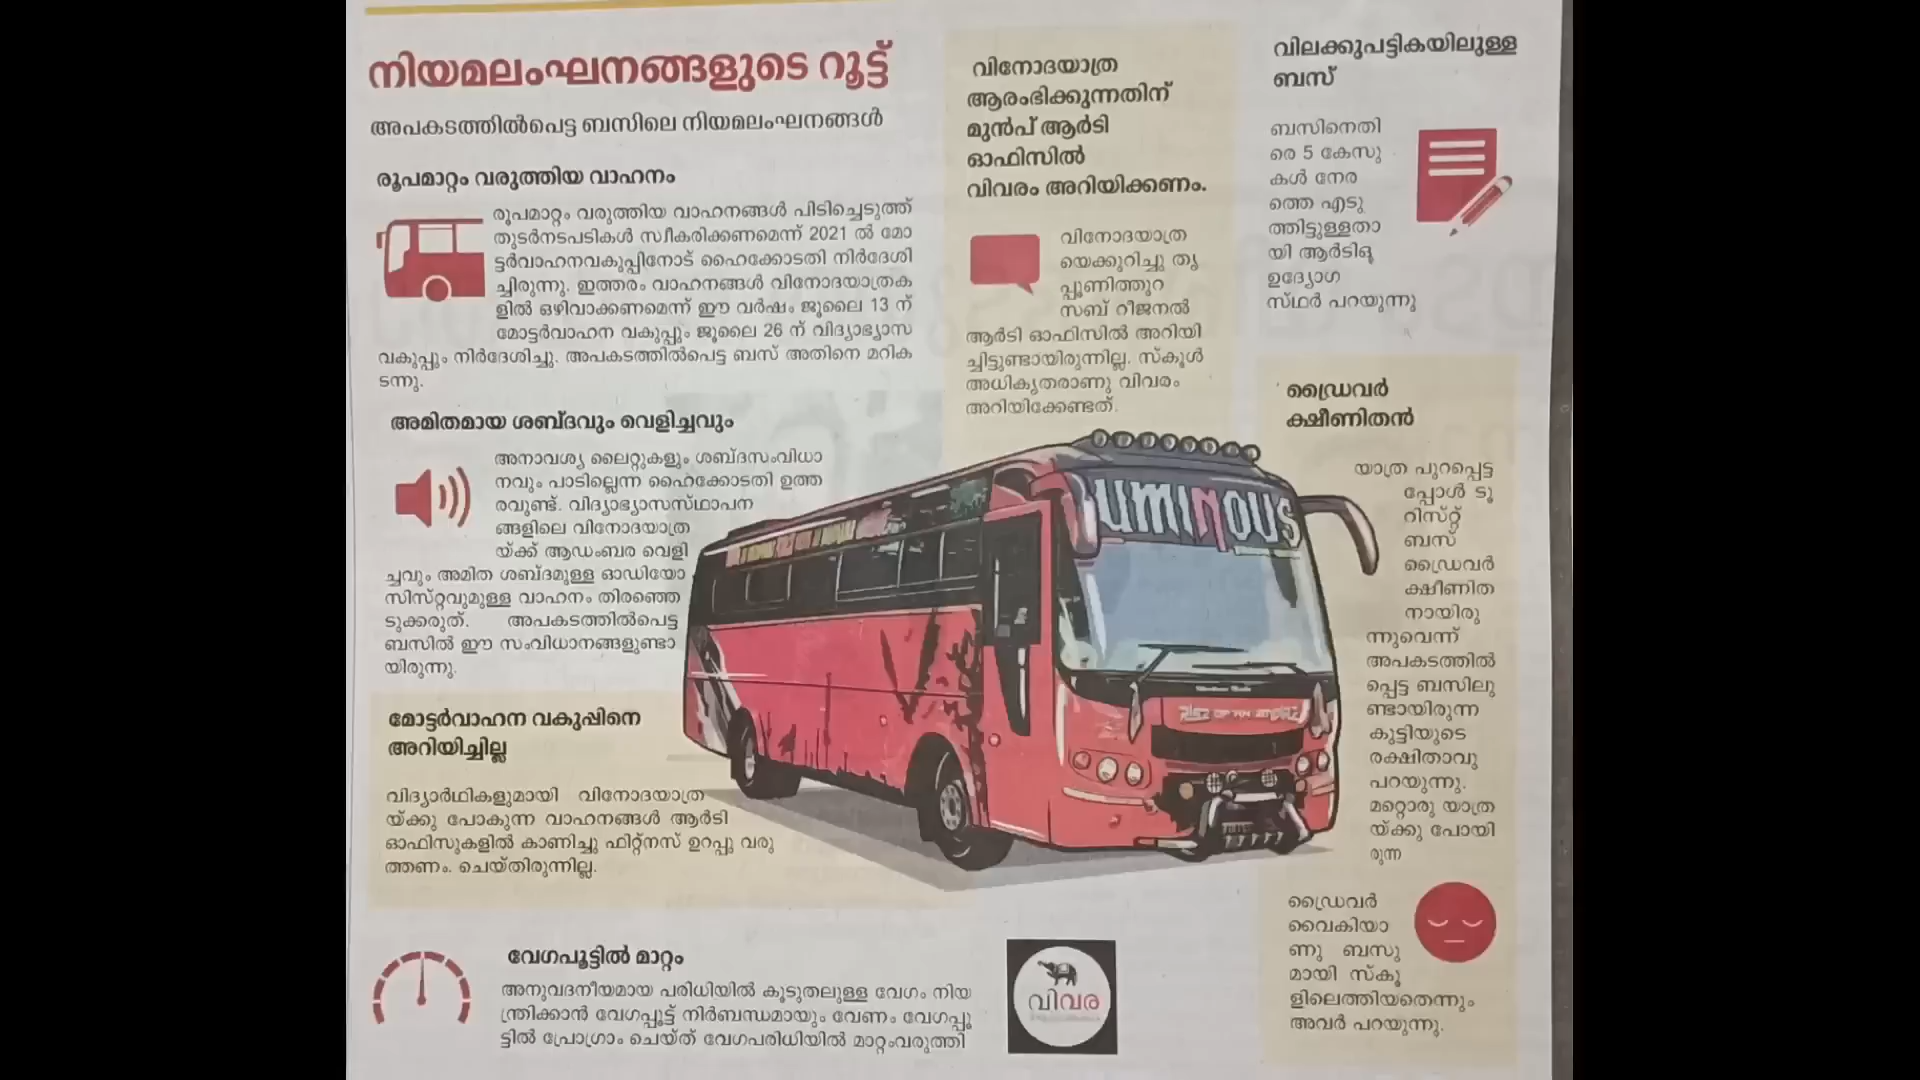 നിയമലംഘനങ്ങളുടെ റൂട്ട്
അപകടത്തിൽപെട്ട ബസിലെ നിയമലംഘനങ്ങൾ
രൂപമാറ്റം വരുത്തിയ വാഹനം
രൂപമാറ്റം വരുത്തിയ വാഹനങ്ങൾ പിടിച്ചെടുത്ത്
തുടർനടപടികൾ സ്വീകരിക്കണമെന്ന് 2021 ൽ മോ
ട്ടർവാഹനവകുപ്പിനോട് ഹൈക്കോടതി നിർദേശി
ച്ചിരുന്നു. ഇത്തരം വാഹനങ്ങൾ വിനോദയാത്രക
ളിൽ ഒഴിവാക്കണമെന്ന് ഈ വർഷം ജൂലൈ 13 ന്
മോട്ടർവാഹന വകുപ്പും ജൂലൈ 26 ന് വിദ്യാഭ്യാസ
വകുപ്പും നിർദേശിച്ചു. അപകടത്തിൽപെട്ട ബസ് അതിനെ മറിക
ടന്നു.
അമിതമായ ശബ്ദവും വെളിച്ചവും
അനാവശ്യ ലൈറ്റുകളും ശബ്ദസംവിധാ
നവും പാടില്ലെന്ന ഹൈക്കോടതി ഉത്ത
രവുണ്ട്. വിദ്യാഭ്യാസസ്ഥാപന
ങ്ങളിലെ വിനോദയാത്ര
യ്ക്ക് ആഡംബര വെളി
ച്ചവും അമിത ശബ്ദമുള്ള ഓഡിയോ
സിസ്റ്റവുമുള്ള വാഹനം തിരഞ്ഞെ
ടുക്കരുത്. അപകടത്തിൽപെട്ട
ബസിൽ ഈ സംവിധാനങ്ങളുണ്ടാ
യിരുന്നു.
മോട്ടർവാഹന വകുപ്പിനെ
അറിയിച്ചില്ല
വിദ്യാർഥികളുമായി വിനോദയാത്ര
യ്ക്കു പോകുന്ന വാഹനങ്ങൾ ആർടി
ഓഫിസുകളിൽ കാണിച്ചു ഫിറ്റ്നസ് ഉറപ്പു വരു
ത്തണം. ചെയ്തിരുന്നില്ല.
വേഗപൂട്ടിൽ മാറ്റം
അനുവദനീയമായ പരിധിയിൽ കൂടുതലുള്ള വേഗം നിയ
ന്ത്രിക്കാൻ വേഗപ്പൂട്ട് നിർബന്ധമായും വേണം വേഗപ്പൂ
ട്ടിൽ പ്രോഗ്രാം ചെയ്ത് വേഗപരിധിയിൽ മാറ്റംവരുത്തി
വിനോദയാത്ര
ആരംഭിക്കുന്നതിന്
മുൻപ് ആർടി
ഓഫിസിൽ
വിവരം അറിയിക്കണം.
വിനോദയാത്ര
യെക്കുറിച്ചു തൃ
പ്പൂണിത്തുറ
സബ് റീജനൽ
ആർടി ഓഫിസിൽ അറിയി
ച്ചിട്ടുണ്ടായിരുന്നില്ല. സ്കൂൾ
അധികൃതരാണു വിവരം
അറിയിക്കേണ്ടത്.
LUMINOUS
വിവര
വിലക്കുപട്ടികയിലുള്ള
ബസ്
ബസിനെതി
രെ 5 കേസു
കൾ നേര
ത്തെ എടു
ത്തിട്ടുള്ളതാ
യി ആർടിഒ
ഉദ്യോഗ
സ്ഥർ പറയുന്നു
ഡ്രൈവർ
ക്ഷീണിതൻ
യാത്ര പുറപ്പെട്ട
പ്പോൾ ടൂ
റിസ്റ്റ്
ബസ്
ഡ്രൈവർ
ക്ഷീണിത
നായിരു
ന്നുവെന്ന്
അപകടത്തിൽ
പ്പെട്ട ബസിലു
ണ്ടായിരുന്ന
കുട്ടിയുടെ
രക്ഷിതാവു
പറയുന്നു.
മറ്റൊരു യാത്ര
യ്ക്കു പോയി
രുന്ന
ഡ്രൈവർ
വൈകിയാ
ണു ബസു
മായി സ്കൂ
ളിലെത്തിയതെന്നും
അവർ പറയുന്നു.